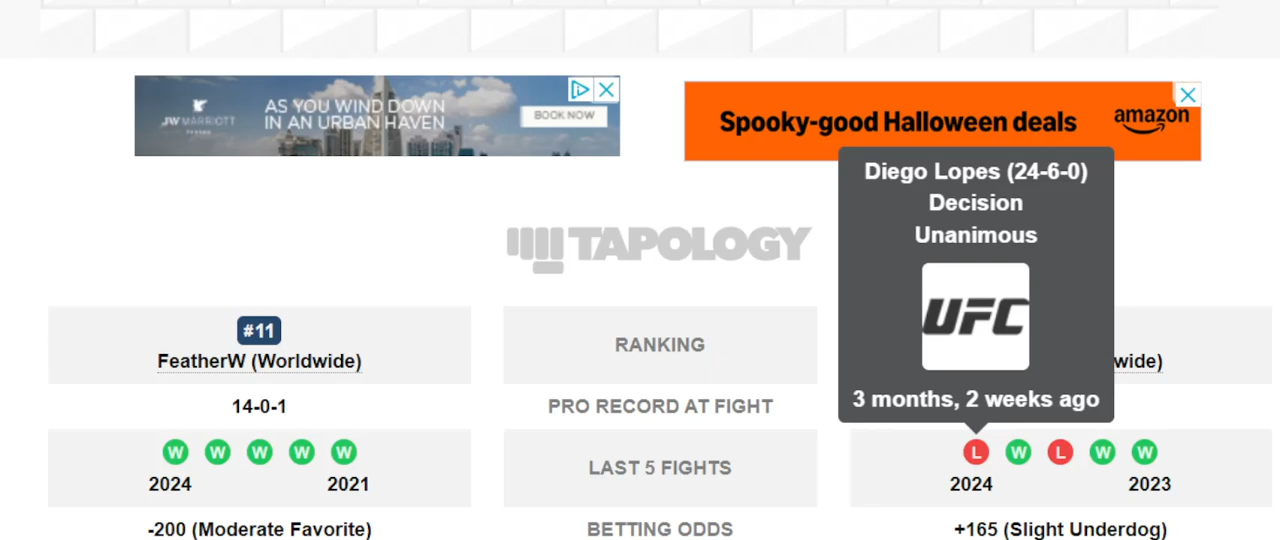 JW MARRIOTT
AS YOU WIND DOWN
IN AN URBAN HAVEN
BOOK NOW
Spooky-good Halloween deals
amazon
Diego Lopes (24-6-0)
Decision
Unanimous
UFC
3 months, 2 weeks ago
TAPOLOGY
#11
FeatherW (Worldwide)
RANKING
wide)
14-0-1
PRO RECORD AT FIGHT
W W W W W
2024 2021
LAST 5 FIGHTS
L W L W W
2024 2023
-200 (Moderate Favorite)
BETTING ODDS
+165 (Slight Underdog)